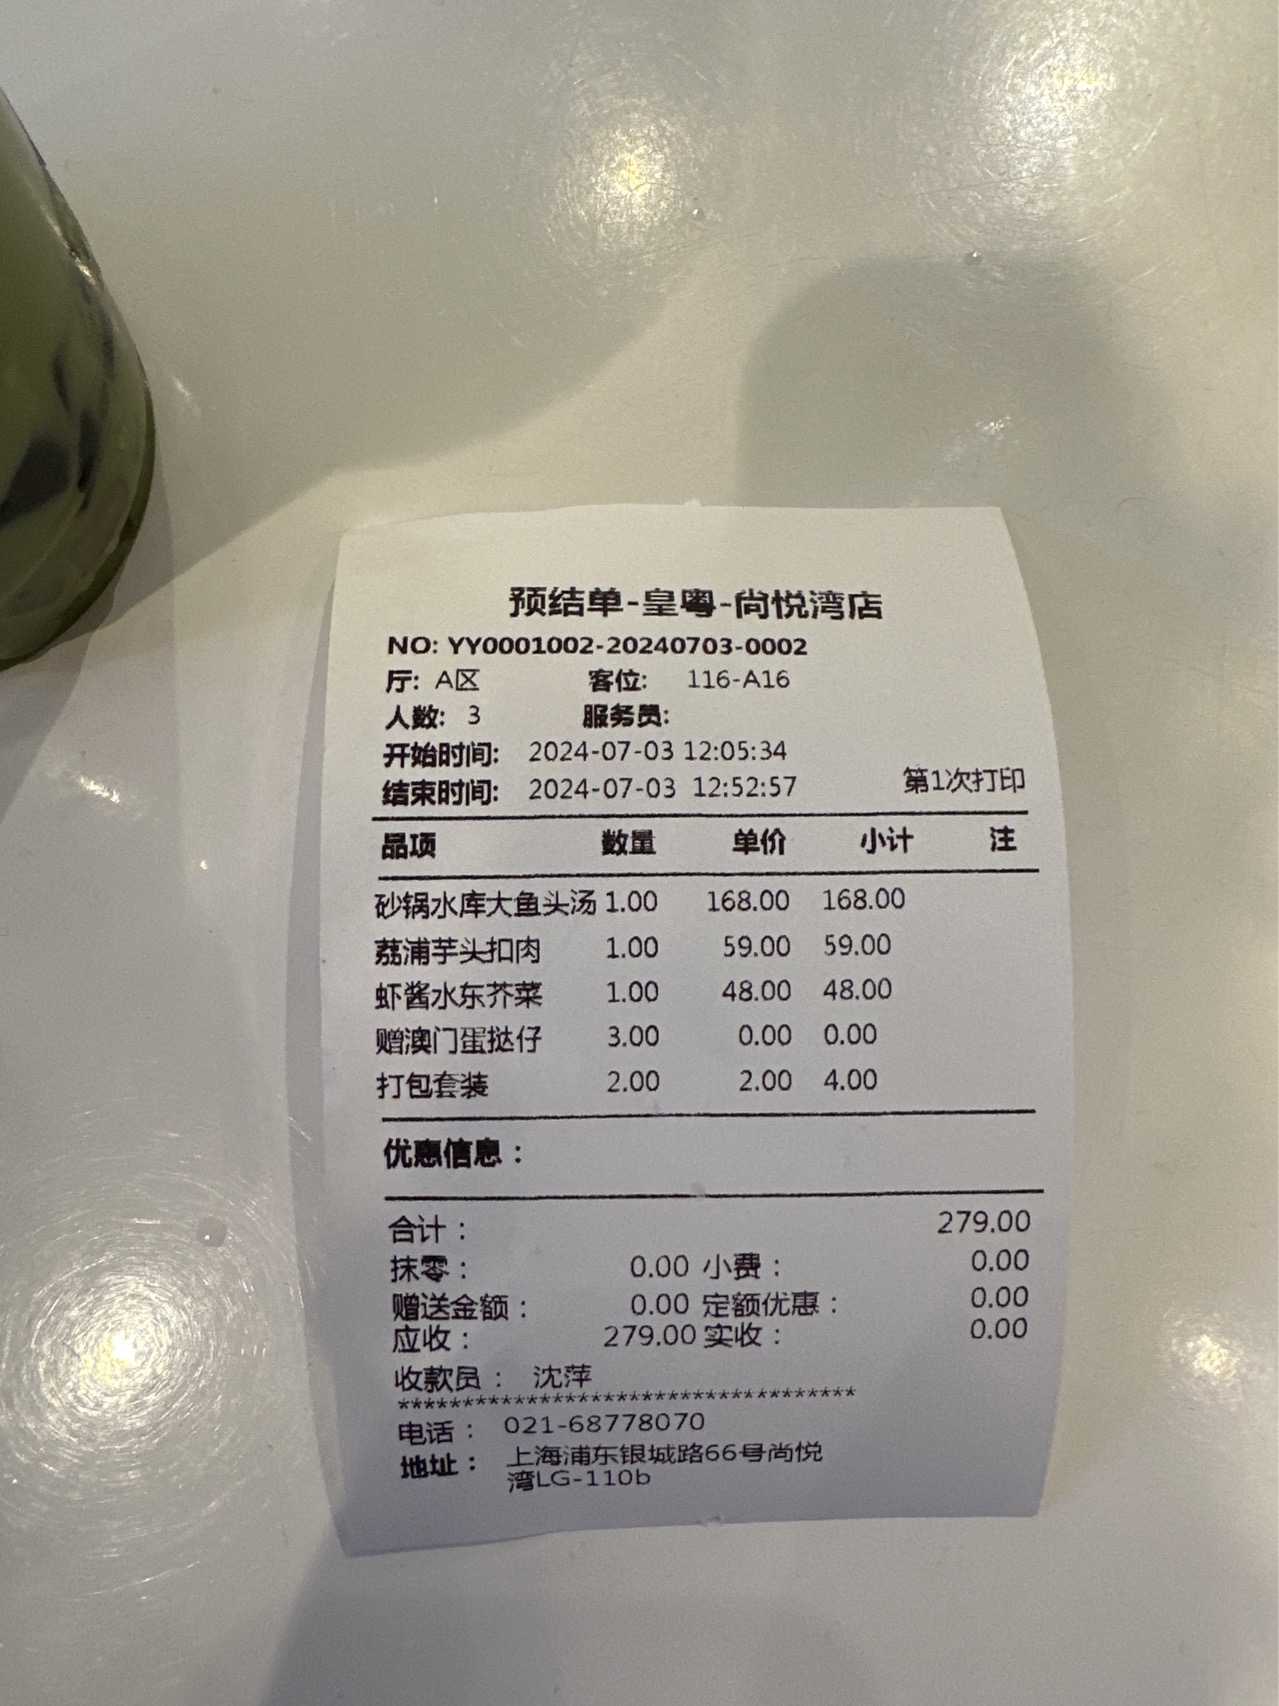 预结单-皇粤-尚悦湾店
NO: YY0001002-20240703-0002
厅: A区 客位: 116-A16
人数: 3 服务员:
开始时间: 2024-07-03 12:05:34
结束时间: 2024-07-03 12:52:57 第1次打印
品项 数量 单价 小计 注
砂锅水库大鱼头汤 1.00 168.00 168.00
荔浦芋头扣肉 1.00 59.00 59.00
虾酱水东芥菜 1.00 48.00 48.00
赠澳门蛋挞仔 3.00 0.00 0.00
打包套装 2.00 2.00 4.00
优惠信息：
合计： 279.00
抹零： 0.00 小费： 0.00
赠送金额： 0.00 定额优惠： 0.00
应收： 279.00 实收： 0.00
收款员： 沈萍
************************************
电话： 021-68778070
地址： 上海浦东银城路66号尚悦
湾LG-110b